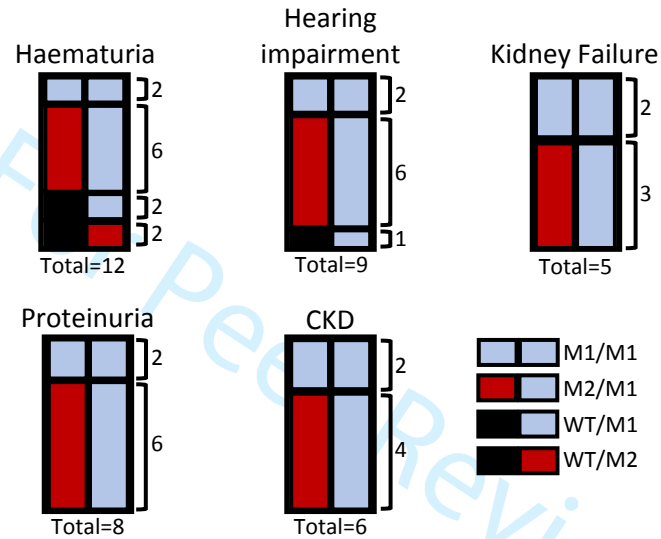 Haematuria
2
6
2
2
Total=12
Hearing
impairment
2
6
1
Total=9
Kidney Failure
2
3
Total=5
Proteinuria
2
6
Total=8
CKD
2
4
Total=6
M1/M1
M2/M1
WT/M1
WT/M2
For Peer Revi